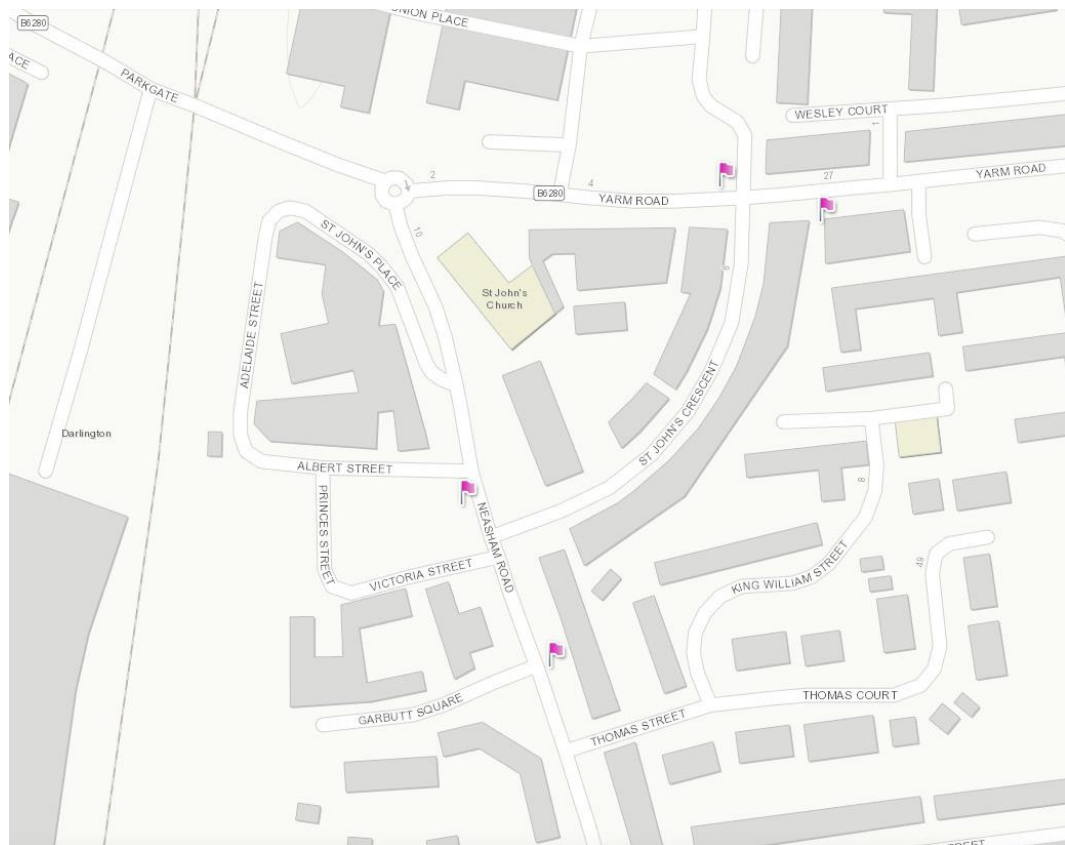 B6280
UNION PLACE
PARKGATE
WESLEY COURT
1
2
B6280
4
YARM ROAD
27
YARM ROAD
10
ST JOHN'S PLACE
St John's
Church
ADELAIDE STREET
ST JOHN'S CRESCENT
Darlington
ALBERT STREET
PRINCES STREET
NEASHAM ROAD
8
VICTORIA STREET
KING WILLIAM STREET
49
GARBUTT SQUARE
THOMAS STREET
THOMAS COURT